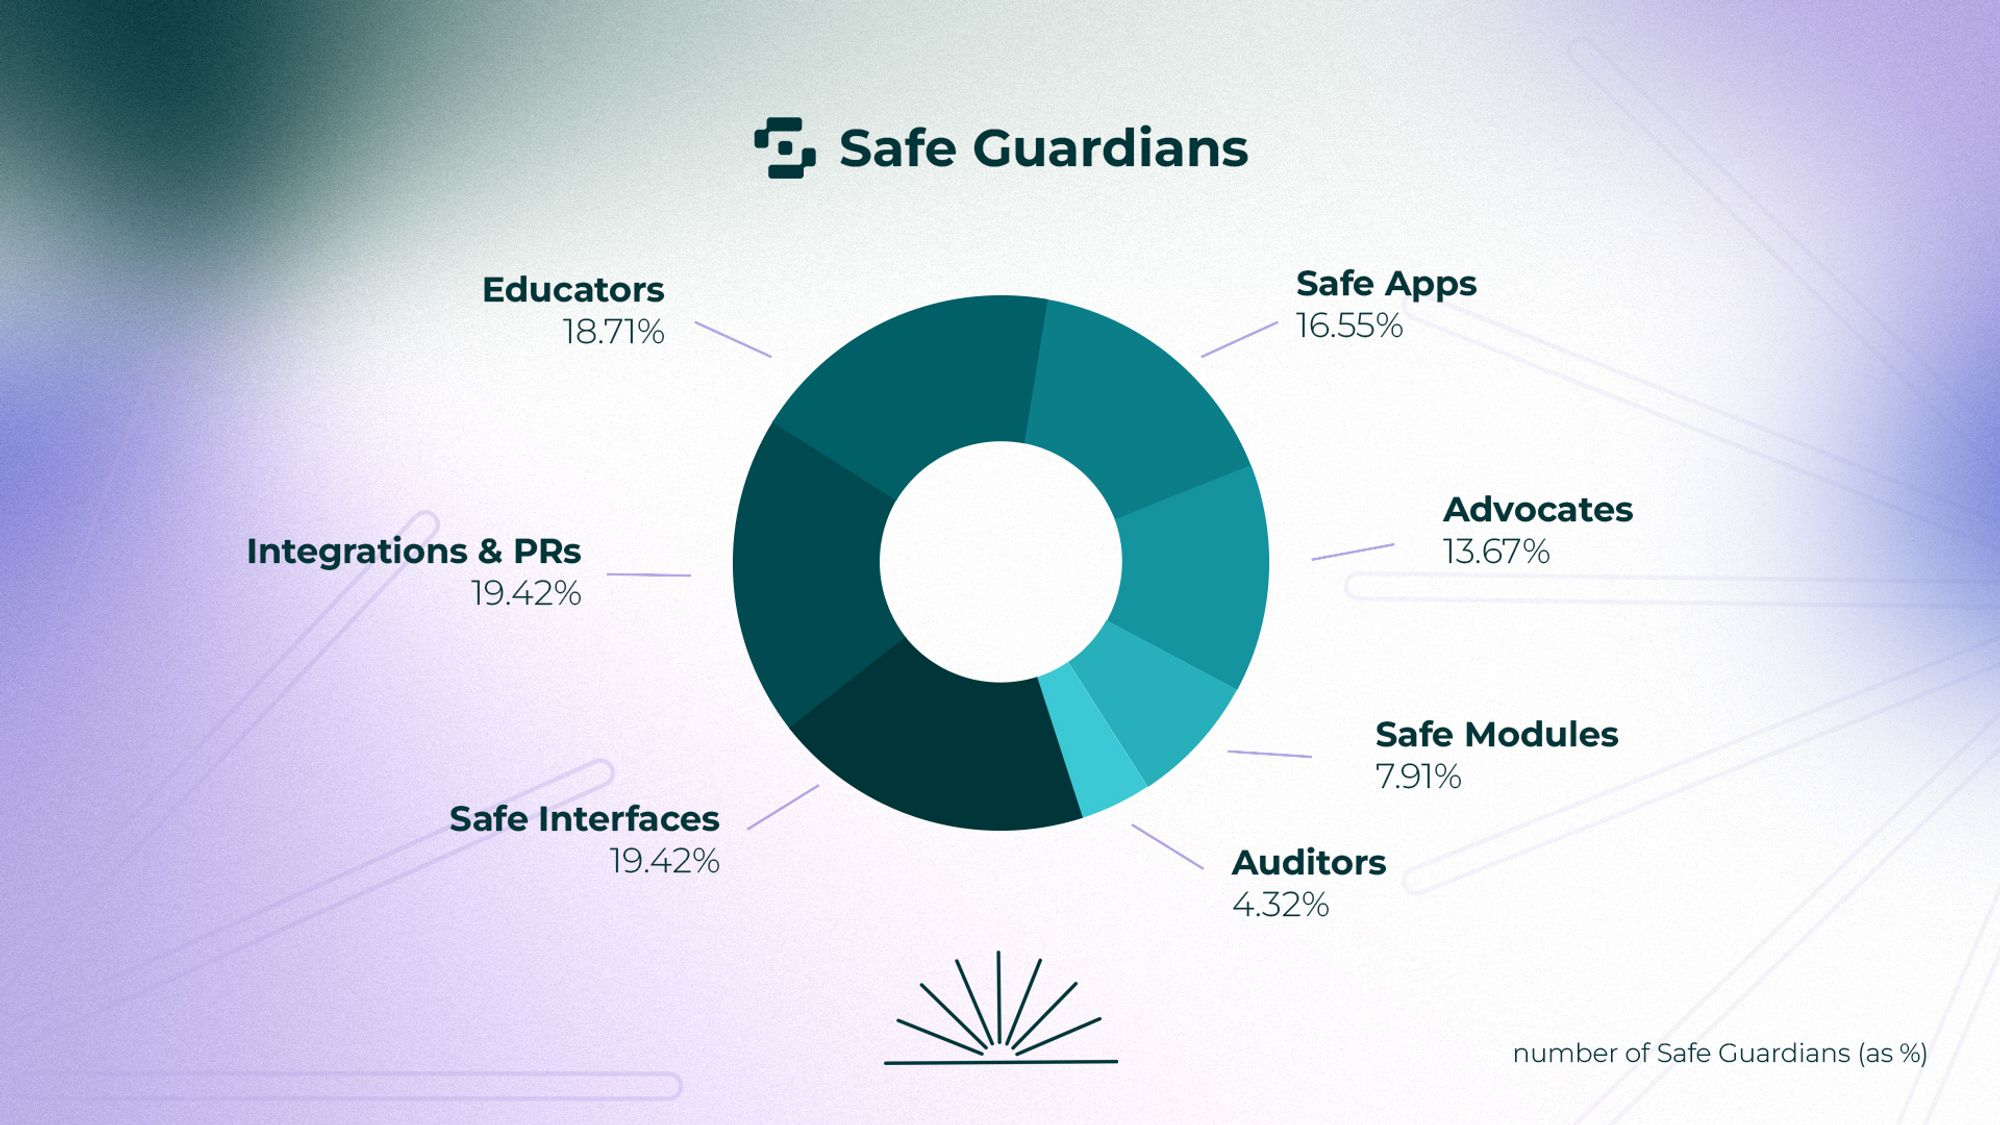 Safe Guardians
Educators
18.71%
Safe Apps
16.55%
Advocates
13.67%
Integrations & PRs
19.42%
Safe Modules
7.91%
Safe Interfaces
19.42%
Auditors
4.32%
number of Safe Guardians (as %)